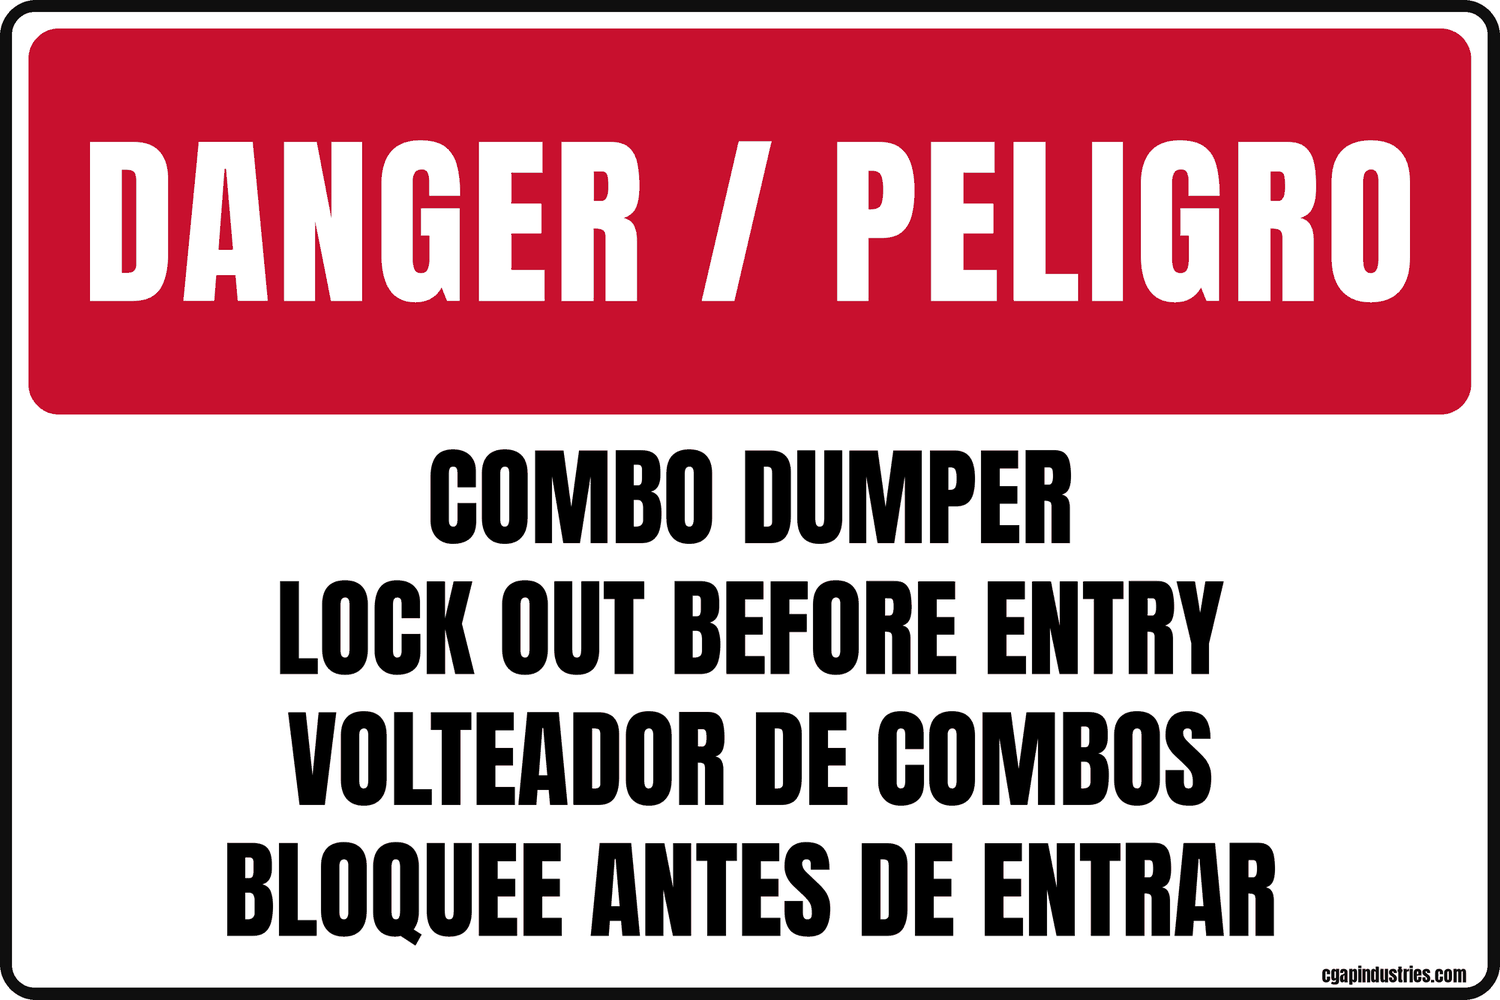 DANGER / PELIGRO
COMBO DUMPER
LOCK OUT BEFORE ENTRY
VOLTEADOR DE COMBOS
BLOQUEE ANTES DE ENTRAR
cgapindustries.com